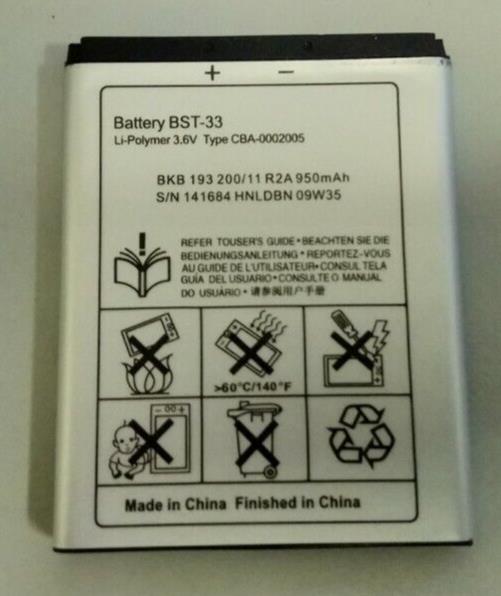 + −
Battery BST-33
Li-Polymer 3.6V Type CBA-0002005
BKB 193 200/11 R2A 950mAh
S/N 141684 HNLDBN 09W35
REFER TOUSER'S GUIDE • BEACHTEN SIE DIE
BEDIENUNGSANLEITUNG • REPORTEZ-VOUS
AU GUIDE DE L'UTILISATEUR • CONSUL TELA
GUÍA DEL USUARIO • CONSULTE O MANUAL
DO USUÁRIO • 请参阅用户手册
>60°C/140°F
Made in China Finished in China